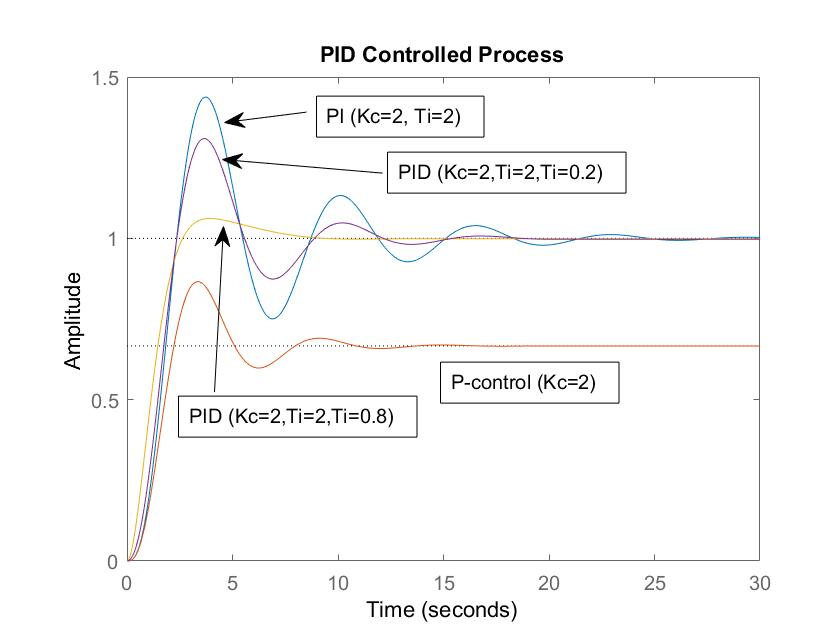 PID Controlled Process
1.5
PI (Kc=2, Ti=2)
PID (Kc=2,Ti=2,Ti=0.2)
1
Amplitude
P-control (Kc=2)
0.5
PID (Kc=2,Ti=2,Ti=0.8)
0
0 5 10 15 20 25 30
Time (seconds)